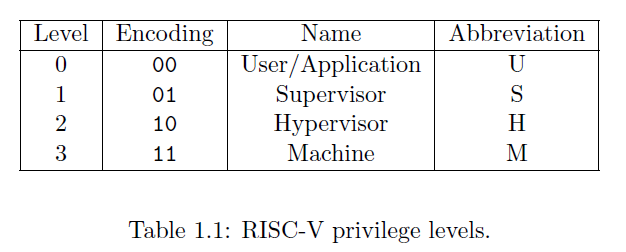 Level Encoding Name Abbreviation
0 00 User/Application U
1 01 Supervisor S
2 10 Hypervisor H
3 11 Machine M
Table 1.1: RISC-V privilege levels.